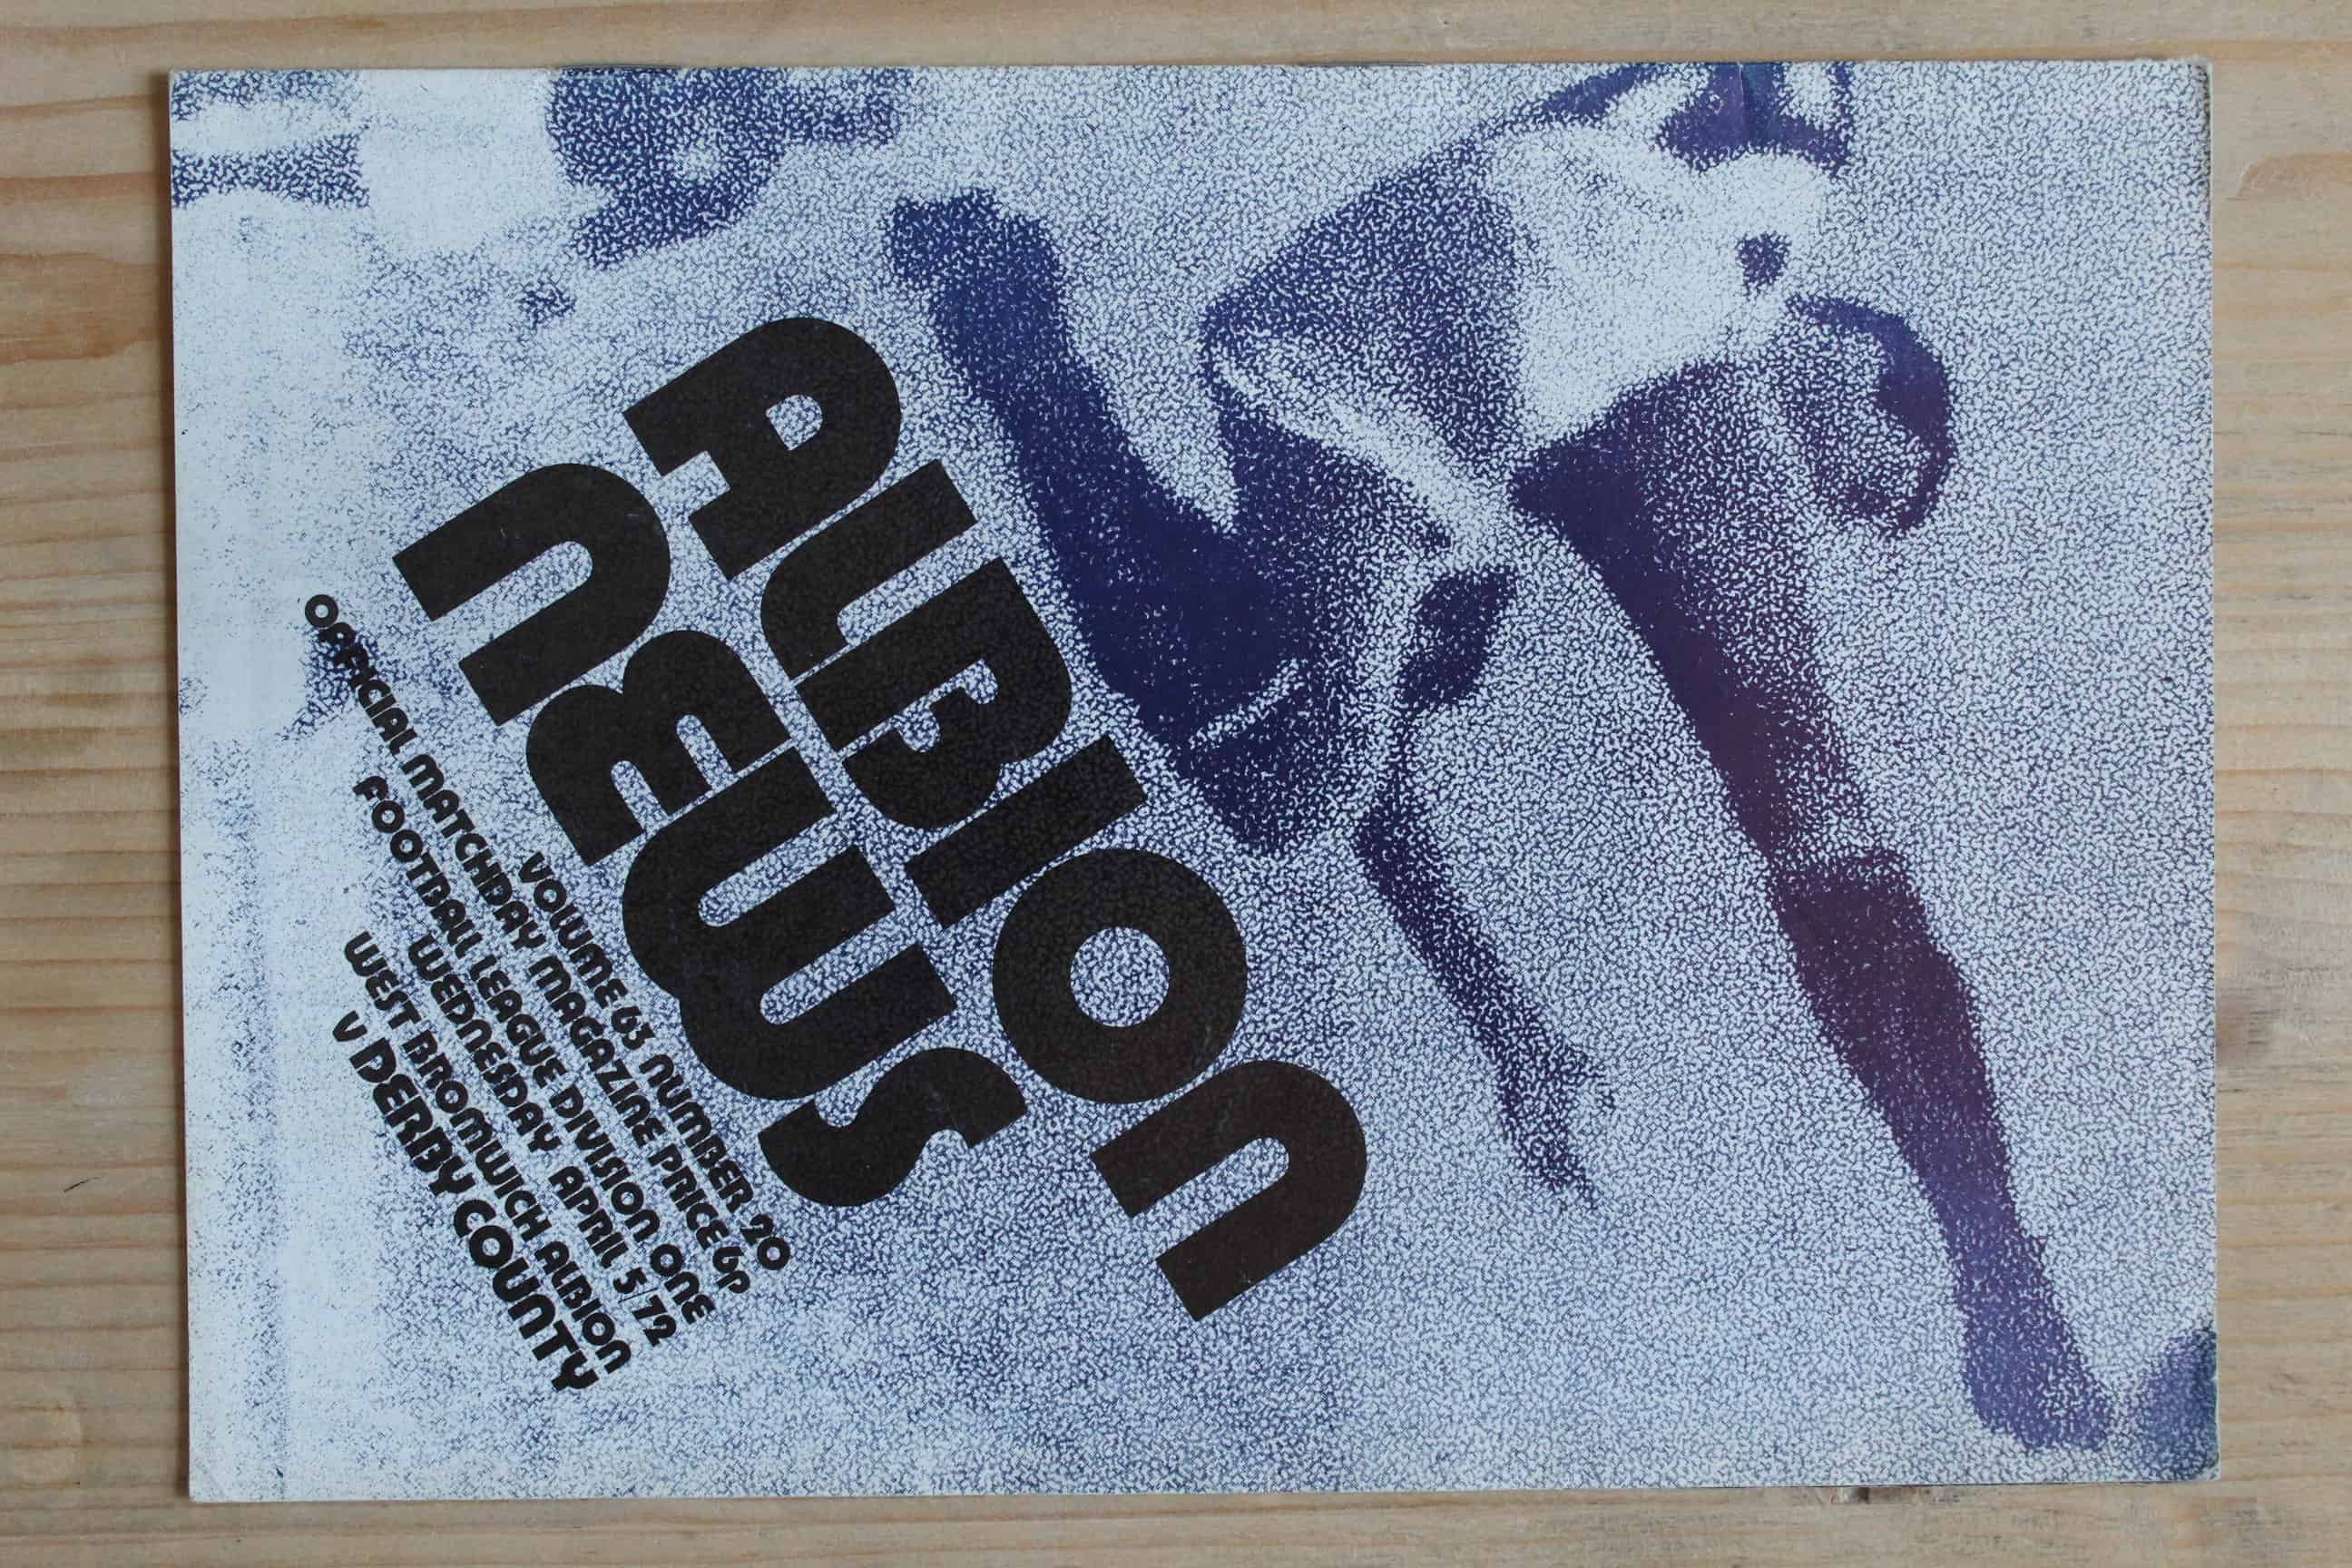 ALBION
NEWS
VOLUME 63 NUMBER 20
OFFICIAL MATCHDAY MAGAZINE PRICE 6p
FOOTBALL LEAGUE DIVISION ONE
WEDNESDAY APRIL 5/72
WEST BROMWICH ALBION
V DERBY COUNTY